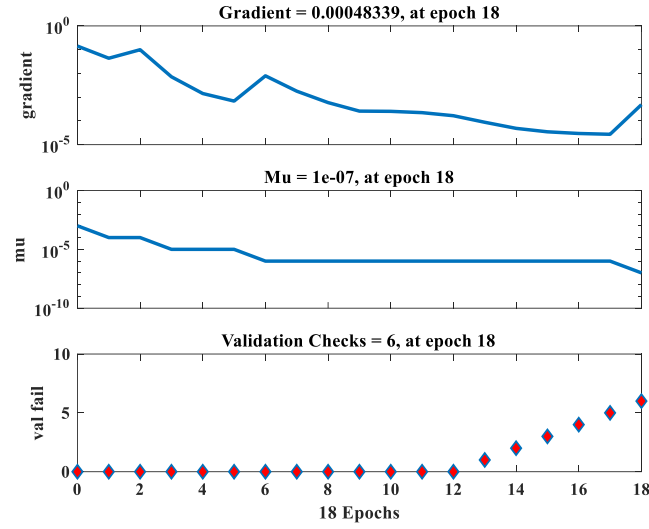 Gradient = 0.00048339, at epoch 18
10^0
gradient
10^-5
Mu = 1e-07, at epoch 18
10^0
mu
10^-5
10^-10
Validation Checks = 6, at epoch 18
10
val fail
5
0
0 2 4 6 8 10 12 14 16 18
18 Epochs